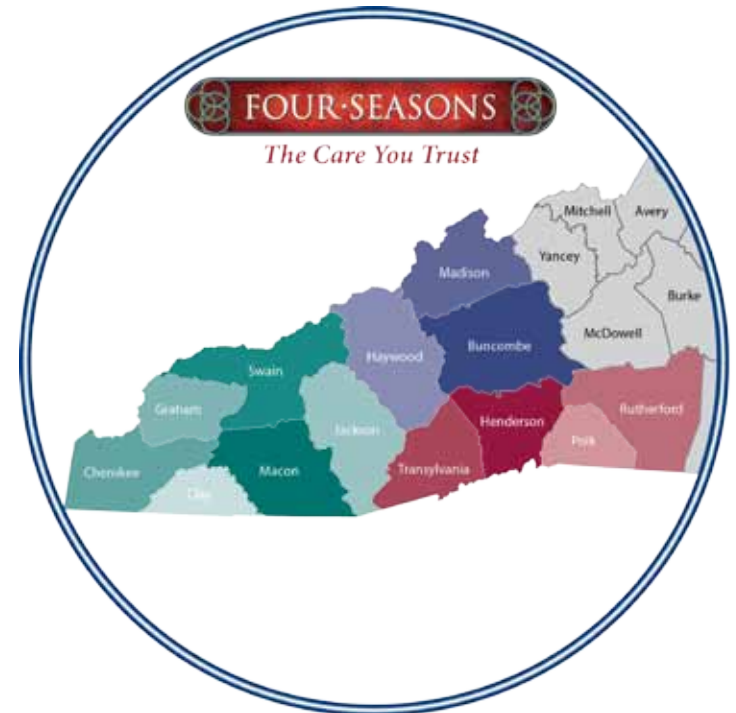 FOUR·SEASONS
The Care You Trust
Mitchell
Avery
Yancey
Madison
Burke
McDowell
Buncombe
Haywood
Swain
Graham
Jackson
Henderson
Rutherford
Polk
Cherokee
Macon
Transylvania
Clay